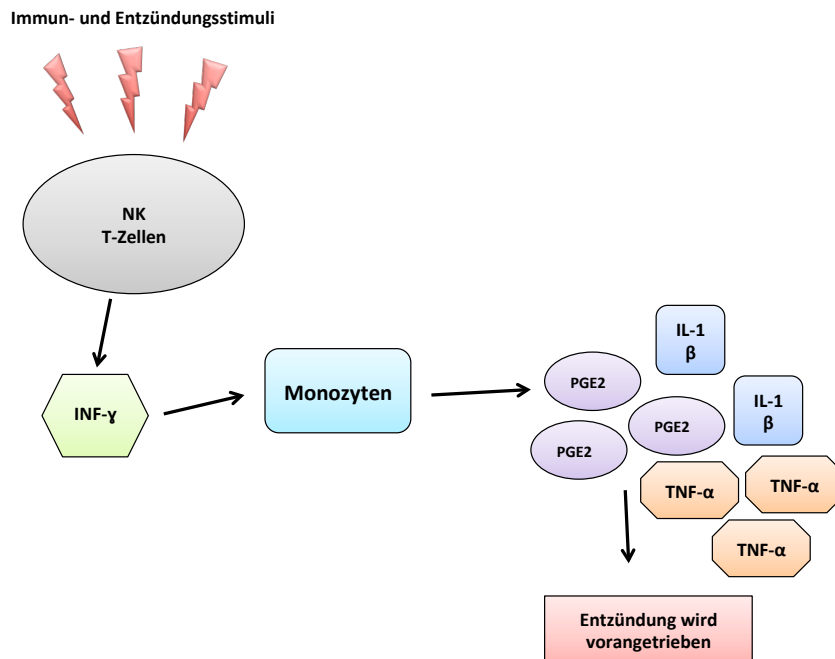 Immun- und Entzündungsstimuli
NK
T-Zellen
INF-ɣ
Monozyten
PGE2
PGE2
PGE2
IL-1
β
IL-1
β
TNF-α
TNF-α
TNF-α
Entzündung wird
vorangetrieben